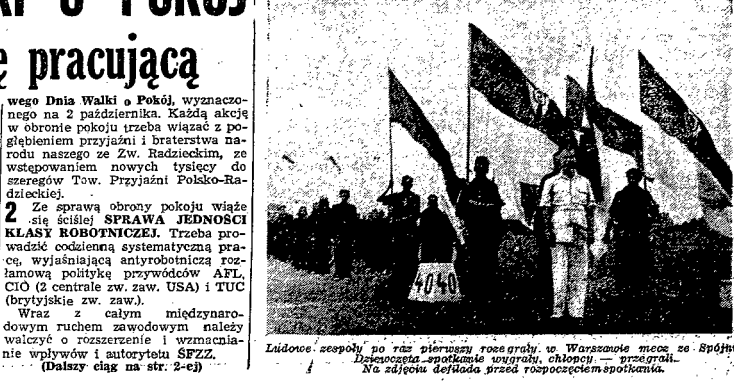 O POKÓJ
pracującą
wego Dnia Walki o Pokój, wyznaczo-
nego na 2 października. Każdą akcję
w obronie pokoju trzeba wiązać z po-
głębieniem przyjaźni i braterstwa na-
rodu naszego ze Zw. Radzieckim, ze
wstępowaniem nowych tysięcy do
szeregów Tow. Przyjaźni Polsko-Ra-
dzieckiej.
2 Ze sprawą obrony pokoju wiąże
się ściślej SPRAWA JEDNOŚCI
KLASY ROBOTNICZEJ. Trzeba pro-
wadzić codzienną systematyczną pra-
cę, wyjaśniającą antyrobotniczą roz-
łamową politykę przywódców AFL,
CIO (2 centrale zw. zaw. USA) i TUC
(brytyjskie zw. zaw.).
Wraz z całym międzynaro-
dowym ruchem zawodowym należy
walczyć o rozszerzenie i wzmacnia-
nie wpływów i autorytetu ŚFZZ.
(Dalszy ciąg na str. 2-ej)
4040
Ludowe zespoły po raz pierwszy rozegrały w Warszawie mecz ze
Dziewczęta spotkanie wygrały, chłopcy — przegrali.
Na zdjęciu defilada przed rozpoczęciem spotkania.